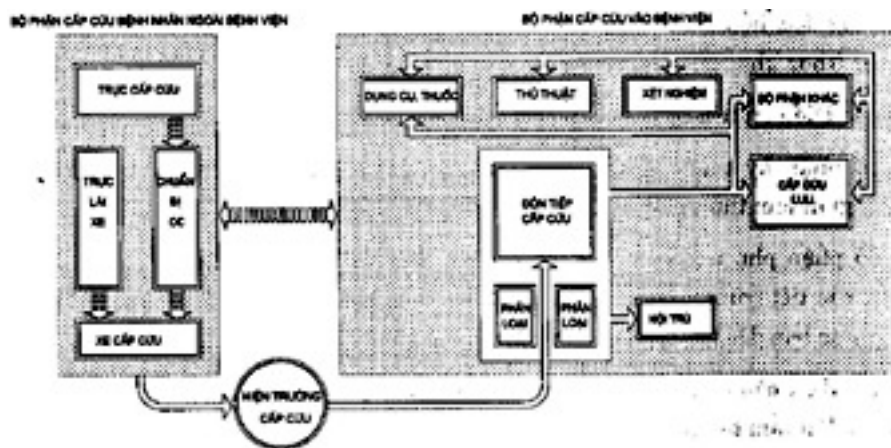 BỘ PHẬN CẤP CỨU BỆNH NHÂN NGOÀI BỆNH VIỆN
BỘ PHẬN CẤP CỨU VÀO BỆNH VIỆN
TRỰC CẤP CỨU
TRỰC
LÁI
XE
CHUẨN
BỊ
DC
XE CẤP CỨU
HIỆN TRƯỜNG
CẤP CỨU
DỤNG CỤ, THUỐC
THỦ THUẬT
XÉT NGHIỆM
BỘ PHẬN KHÁC
ĐÓN TIẾP
CẤP CỨU
CẤP CỨU
LƯU
PHÂN
LOẠI
PHÂN
LOẠI
NỘI TRÚ